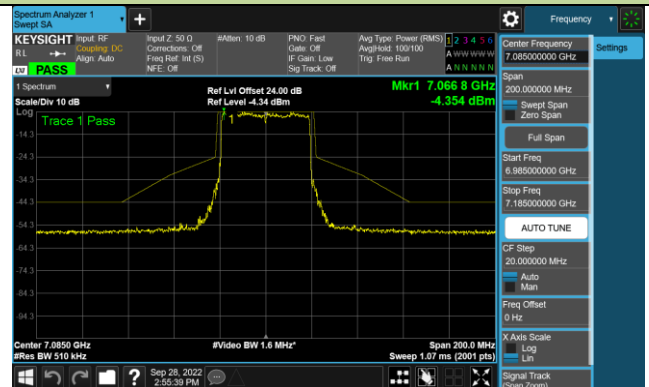 Spectrum Analyzer 1
Swept SA
Frequency
KEYSIGHT
RL
LXI
PASS
Input: RF
Coupling: DC
Align: Auto
Input Z: 50 Ω
Corrections: Off
Freq Ref: Int (S)
NFE: Off
#Atten: 10 dB
PNO: Fast
Gate: Off
IF Gain: Low
Sig Track: Off
Avg Type: Power (RMS)
Avg|Hold: 100/100
Trig: Free Run
1 2 3 4 5 6
A W W W W W
A N N N N N
1 Spectrum
Scale/Div 10 dB
Ref Lvl Offset 24.00 dB
Ref Level -4.34 dBm
Mkr1 7.066 8 GHz
-4.354 dBm
Log
Trace 1 Pass
1
-14.3
-24.3
-34.3
-44.3
-54.3
-64.3
-74.3
-84.3
-94.3
Center 7.0850 GHz
#Res BW 510 kHz
#Video BW 1.6 MHz*
Span 200.0 MHz
Sweep 1.07 ms (2001 pts)
Sep 28, 2022
2:55:39 PM
Center Frequency
7.085000000 GHz
Settings
Span
200.000000 MHz
Swept Span
Zero Span
Full Span
Start Freq
6.985000000 GHz
Stop Freq
7.185000000 GHz
AUTO TUNE
CF Step
20.000000 MHz
Auto
Man
Freq Offset
0 Hz
X Axis Scale
Log
Lin
Signal Track
(Span Zoom)